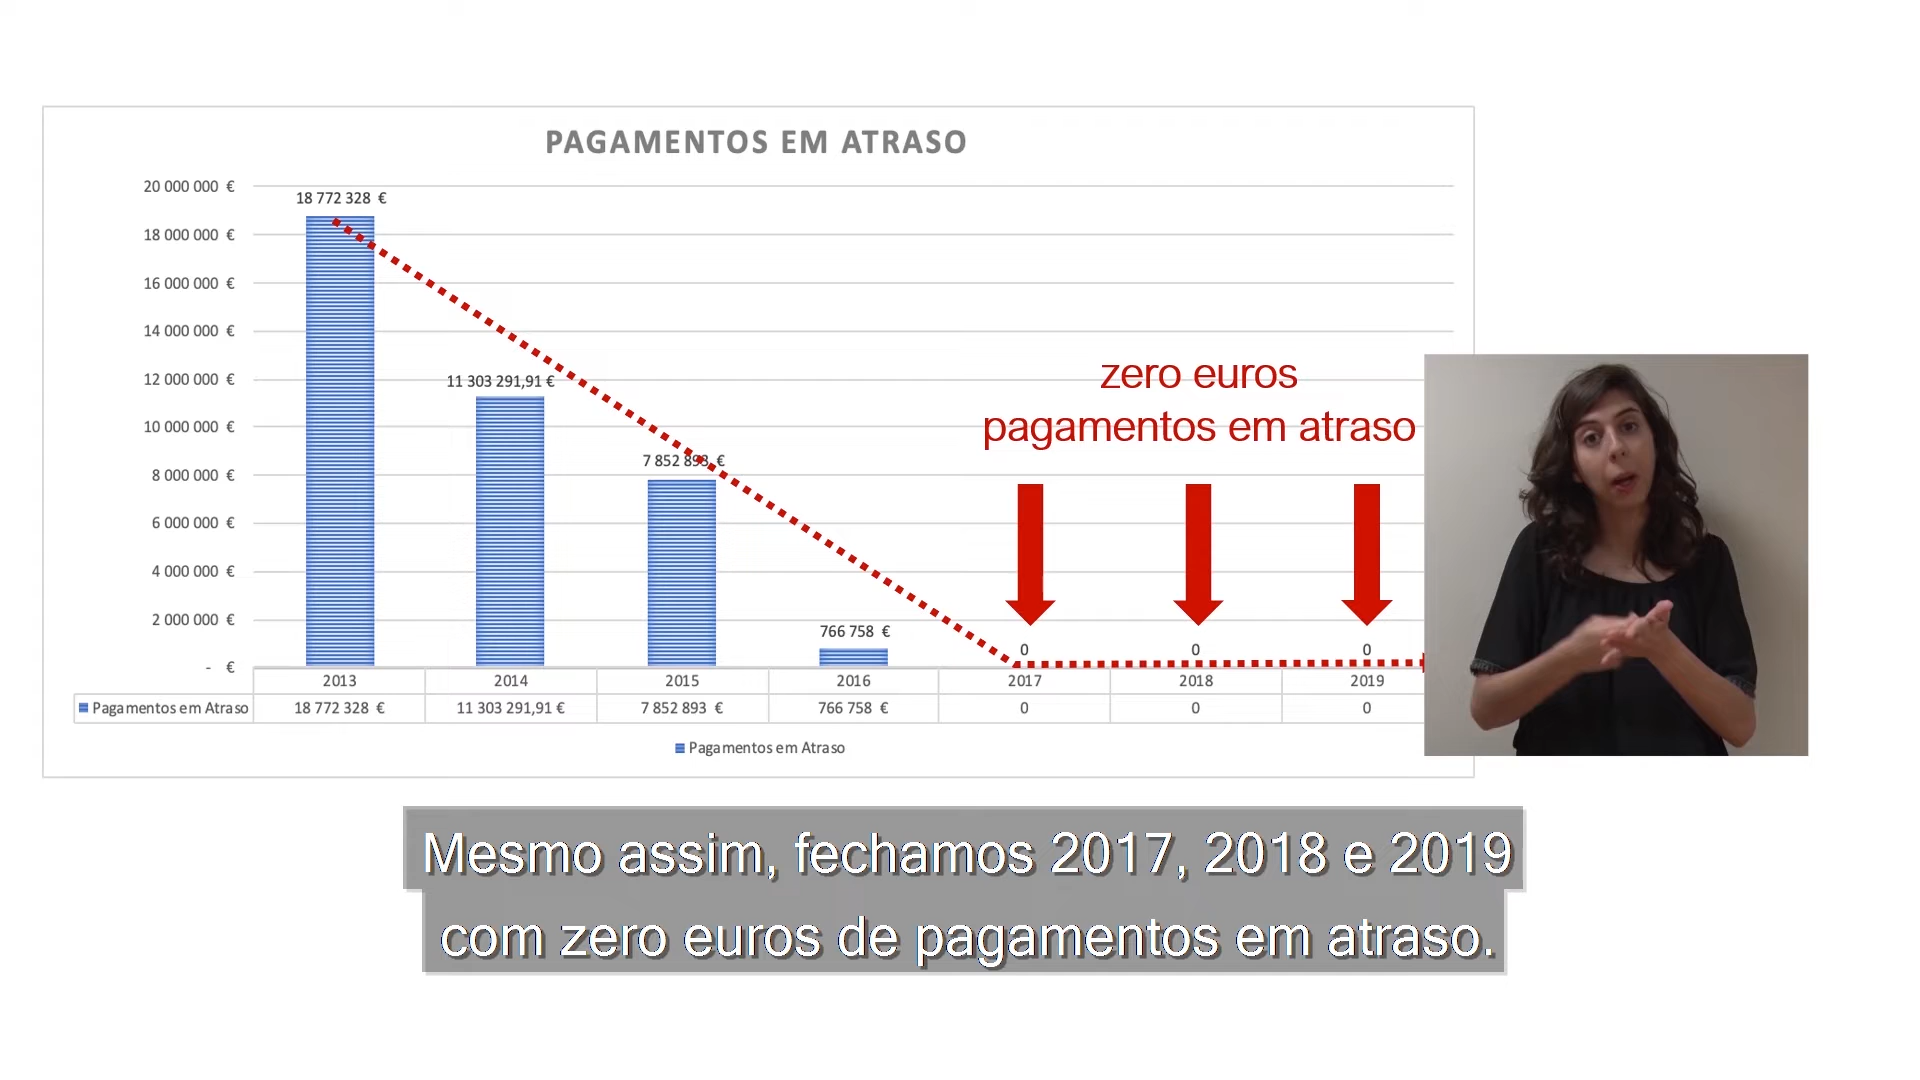 PAGAMENTOS EM ATRASO
20 000 000 €
18 000 000 €
16 000 000 €
14 000 000 €
12 000 000 €
10 000 000 €
8 000 000 €
6 000 000 €
4 000 000 €
2 000 000 €
- €
18 772 328 €
11 303 291,91 €
7 852 893 €
766 758 €
0
0
0
zero euros
pagamentos em atraso
2013 2014 2015 2016 2017 2018 2019
Pagamentos em Atraso 18 772 328 € 11 303 291,91 € 7 852 893 € 766 758 € 0 0 0
Pagamentos em Atraso
Mesmo assim, fechamos 2017, 2018 e 2019
com zero euros de pagamentos em atraso.